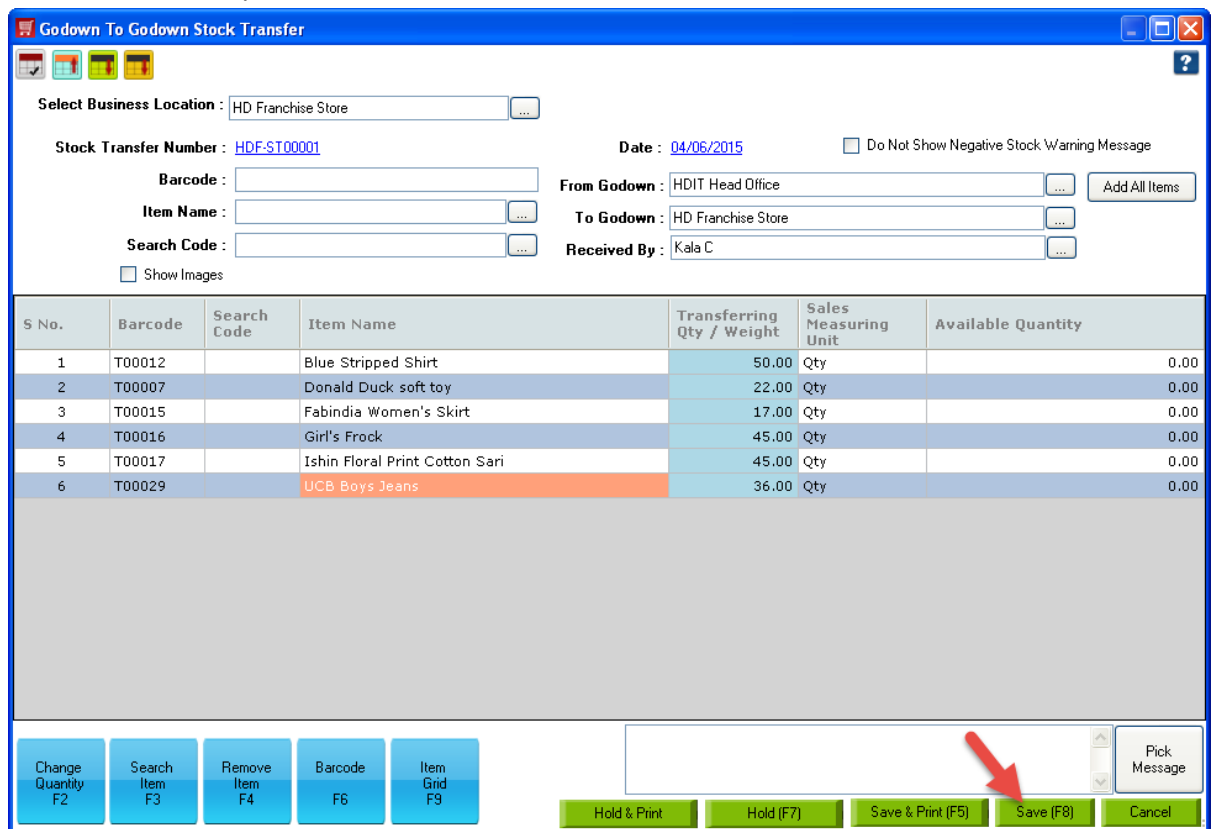 Godown To Godown Stock Transfer
?
Select Business Location : HD Franchise Store ...
Stock Transfer Number : HDF-ST00001 Date : 04/06/2015 Do Not Show Negative Stock Warning Message
Barcode : From Godown : HDIT Head Office ... Add All Items
Item Name : ... To Godown : HD Franchise Store ...
Search Code : ... Received By : Kala C ...
Show Images
S No. Barcode Search Code Item Name Transferring Qty / Weight Sales Measuring Unit Available Quantity
1 T00012 Blue Stripped Shirt 50.00 Qty 0.00
2 T00007 Donald Duck soft toy 22.00 Qty 0.00
3 T00015 Fabindia Women's Skirt 17.00 Qty 0.00
4 T00016 Girl's Frock 45.00 Qty 0.00
5 T00017 Ishin Floral Print Cotton Sari 45.00 Qty 0.00
6 T00029 UCB Boys Jeans 36.00 Qty 0.00
Change Quantity F2
Search Item F3
Remove Item F4
Barcode F6
Item Grid F9
Pick Message
Hold & Print Hold (F7) Save & Print (F5) Save (F8) Cancel